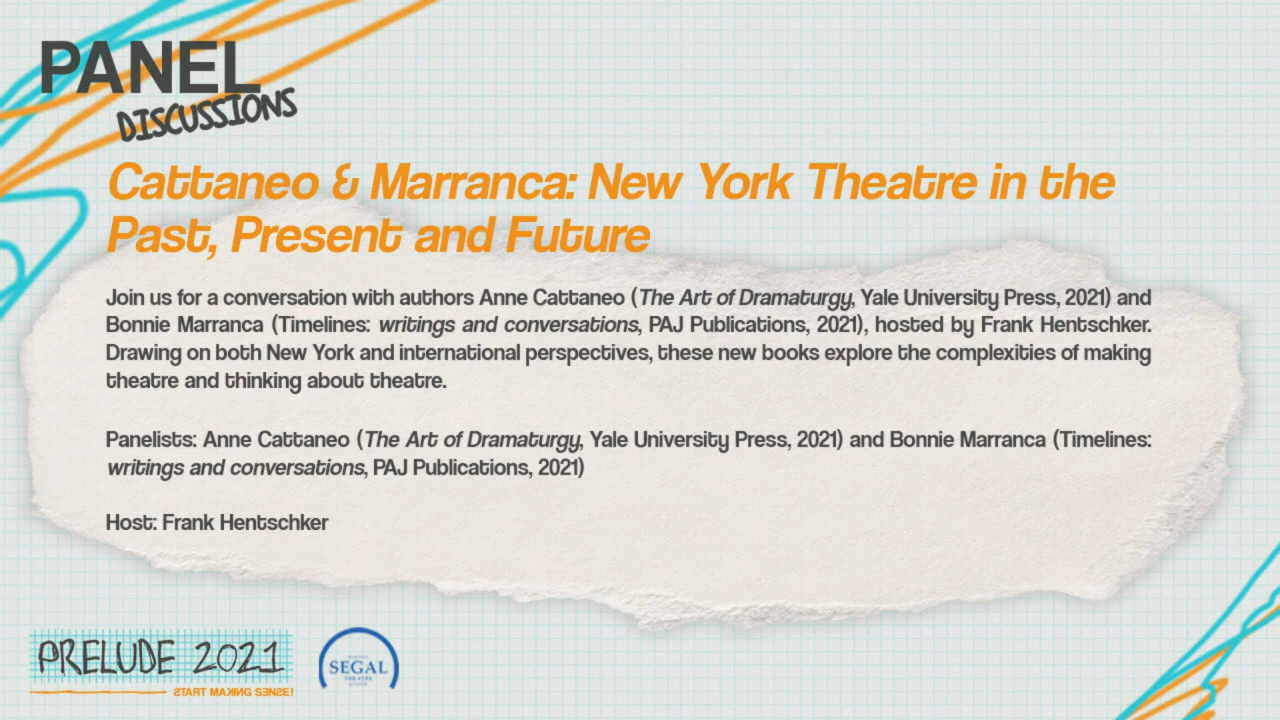 PANEL
DISCUSSIONS
Cattaneo & Marranca: New York Theatre in the
Past, Present and Future
Join us for a conversation with authors Anne Cattaneo (The Art of Dramaturgy, Yale University Press, 2021) and
Bonnie Marranca (Timelines: writings and conversations, PAJ Publications, 2021), hosted by Frank Hentschker.
Drawing on both New York and international perspectives, these new books explore the complexities of making
theatre and thinking about theatre.
Panelists: Anne Cattaneo (The Art of Dramaturgy, Yale University Press, 2021) and Bonnie Marranca (Timelines:
writings and conversations, PAJ Publications, 2021)
Host: Frank Hentschker
PRELUDE 2021
START MAKING SENSE!
SEGAL
THEATRE
CENTER